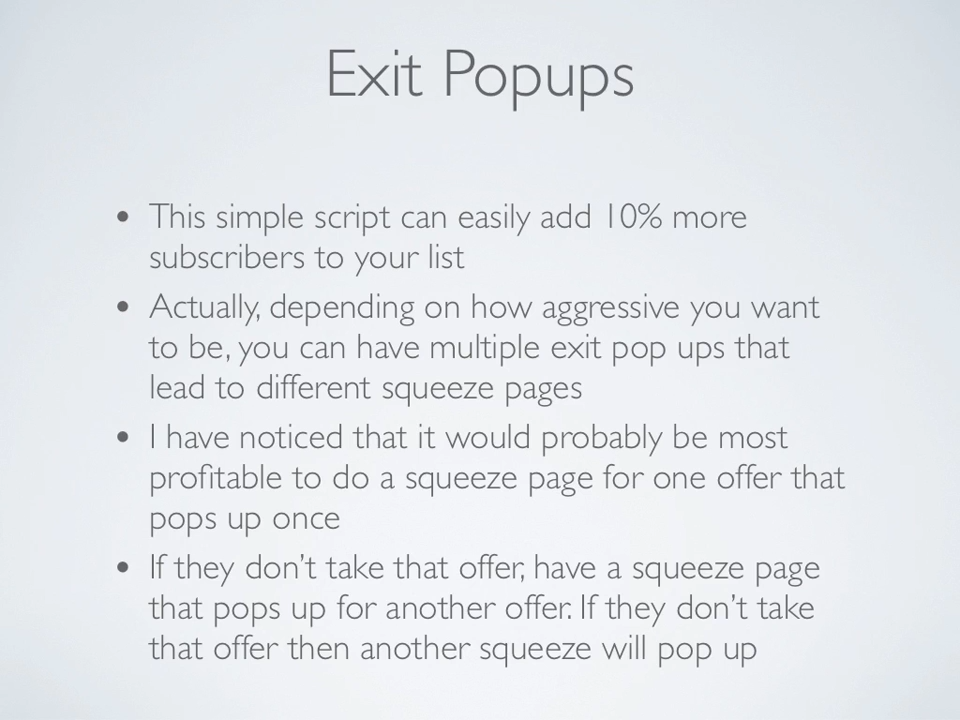 Exit Popups
• This simple script can easily add 10% more
subscribers to your list
• Actually, depending on how aggressive you want
to be, you can have multiple exit pop ups that
lead to different squeeze pages
• I have noticed that it would probably be most
profitable to do a squeeze page for one offer that
pops up once
• If they don’t take that offer, have a squeeze page
that pops up for another offer. If they don’t take
that offer then another squeeze will pop up